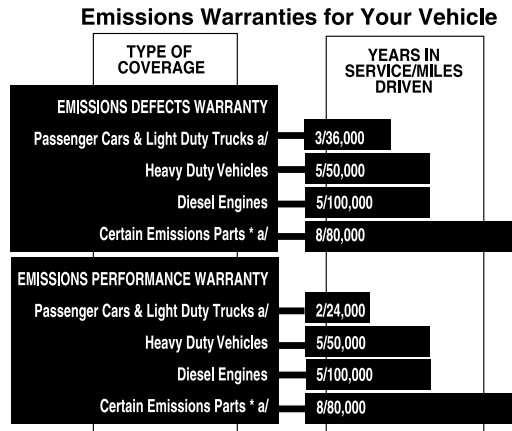 Emissions Warranties for Your Vehicle
TYPE OF
COVERAGE
YEARS IN
SERVICE/MILES
DRIVEN
EMISSIONS DEFECTS WARRANTY
Passenger Cars & Light Duty Trucks a/ 3/36,000
Heavy Duty Vehicles 5/50,000
Diesel Engines 5/100,000
Certain Emissions Parts * a/ 8/80,000
EMISSIONS PERFORMANCE WARRANTY
Passenger Cars & Light Duty Trucks a/ 2/24,000
Heavy Duty Vehicles 5/50,000
Diesel Engines 5/100,000
Certain Emissions Parts * a/ 8/80,000